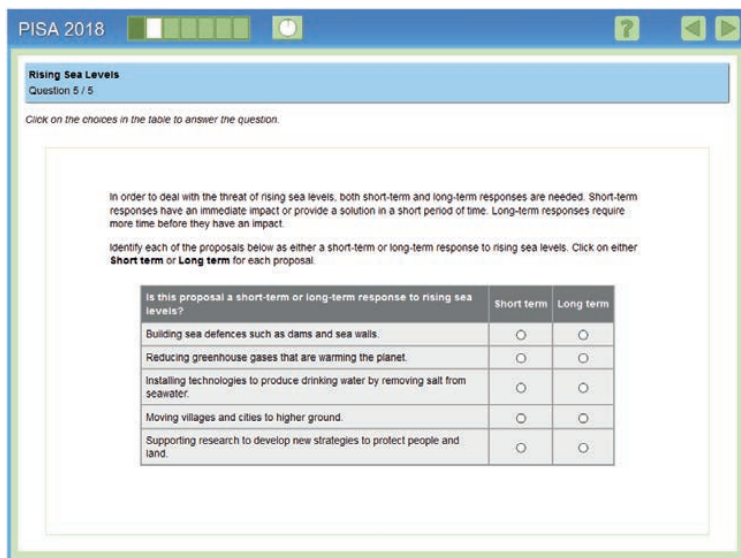 PISA 2018
?
Rising Sea Levels
Question 5 / 5
Click on the choices in the table to answer the question.
In order to deal with the threat of rising sea levels, both short-term and long-term responses are needed. Short-term
responses have an immediate impact or provide a solution in a short period of time. Long-term responses require
more time before they have an impact.
Identify each of the proposals below as either a short-term or long-term response to rising sea levels. Click on either
Short term or Long term for each proposal.
Is this proposal a short-term or long-term response to rising sea Short term Long term
levels?
Building sea defences such as dams and sea walls.
Reducing greenhouse gases that are warming the planet.
Installing technologies to produce drinking water by removing salt from
seawater.
Moving villages and cities to higher ground.
Supporting research to develop new strategies to protect people and
land.